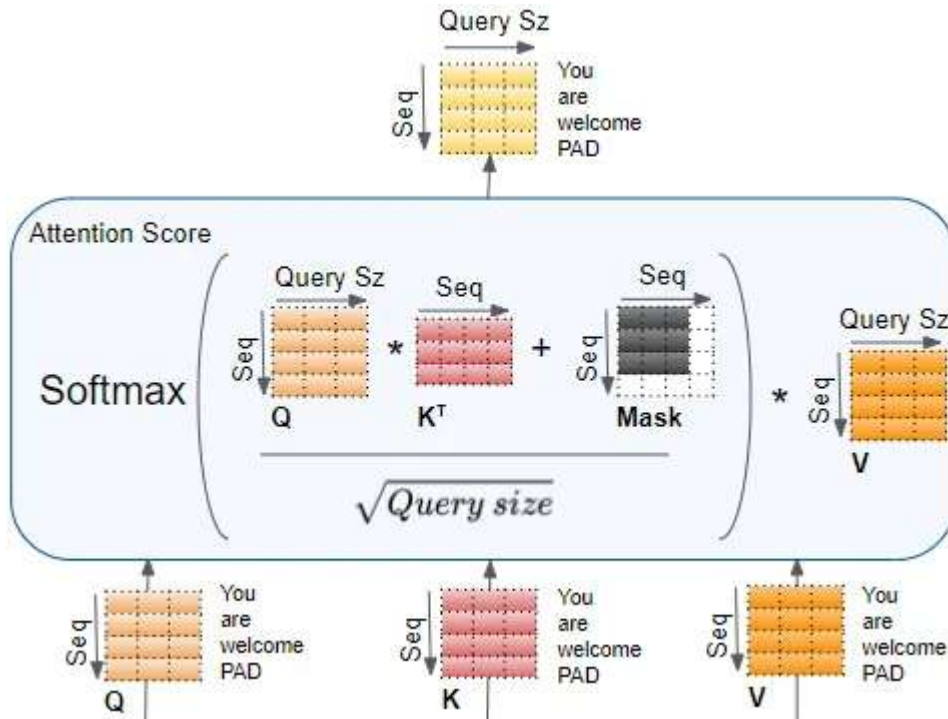 Query Sz
Seq
You
are
welcome
PAD
Attention Score
Softmax
Query Sz
Seq
Q
*
Seq
Kᵀ
+
Seq
Seq
Mask
√Query size
*
Query Sz
Seq
V
Seq
You
are
welcome
PAD
Q
Seq
You
are
welcome
PAD
K
Seq
You
are
welcome
PAD
V